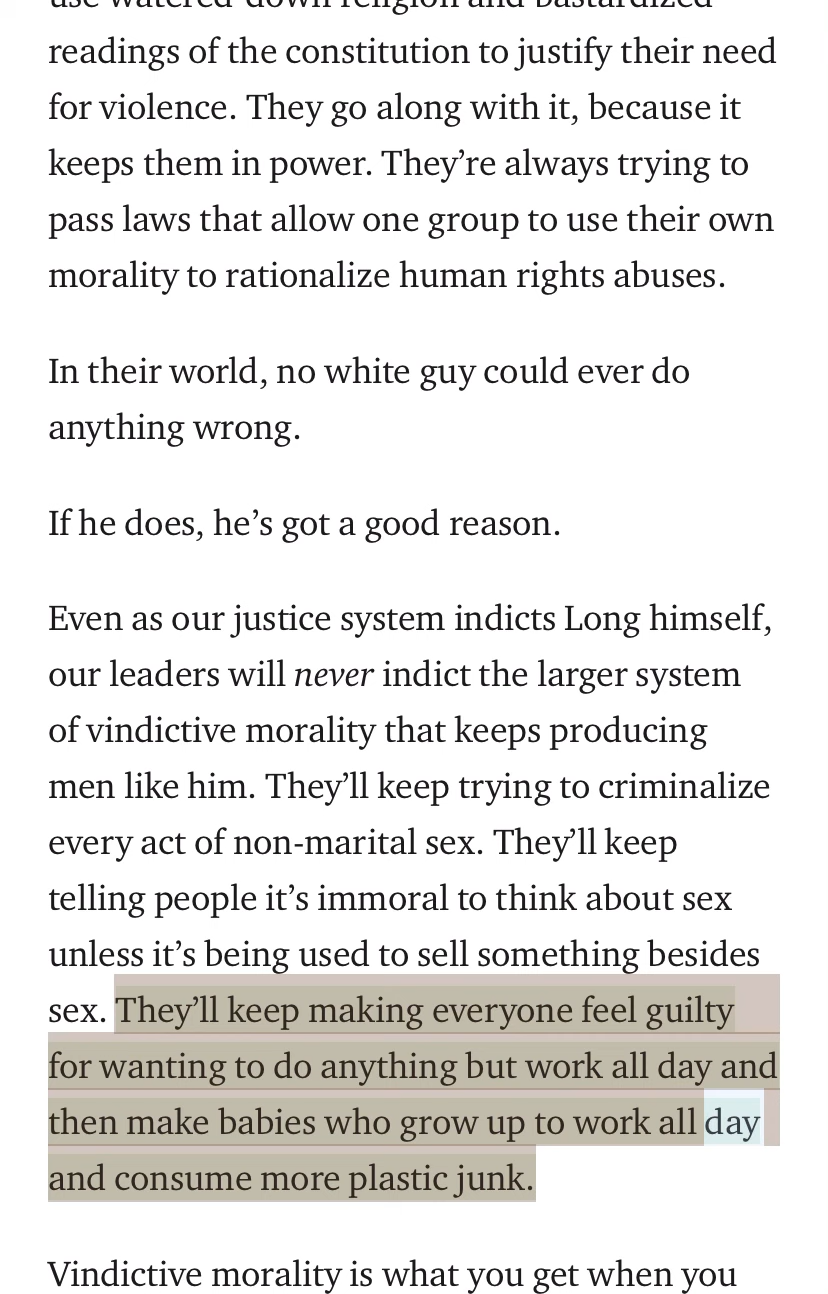 use watered-down religion and bastardized
readings of the constitution to justify their need
for violence. They go along with it, because it
keeps them in power. They’re always trying to
pass laws that allow one group to use their own
morality to rationalize human rights abuses.
In their world, no white guy could ever do
anything wrong.
If he does, he’s got a good reason.
Even as our justice system indicts Long himself,
our leaders will never indict the larger system
of vindictive morality that keeps producing
men like him. They’ll keep trying to criminalize
every act of non-marital sex. They’ll keep
telling people it’s immoral to think about sex
unless it’s being used to sell something besides
sex. They’ll keep making everyone feel guilty
for wanting to do anything but work all day and
then make babies who grow up to work all day
and consume more plastic junk.
Vindictive morality is what you get when you